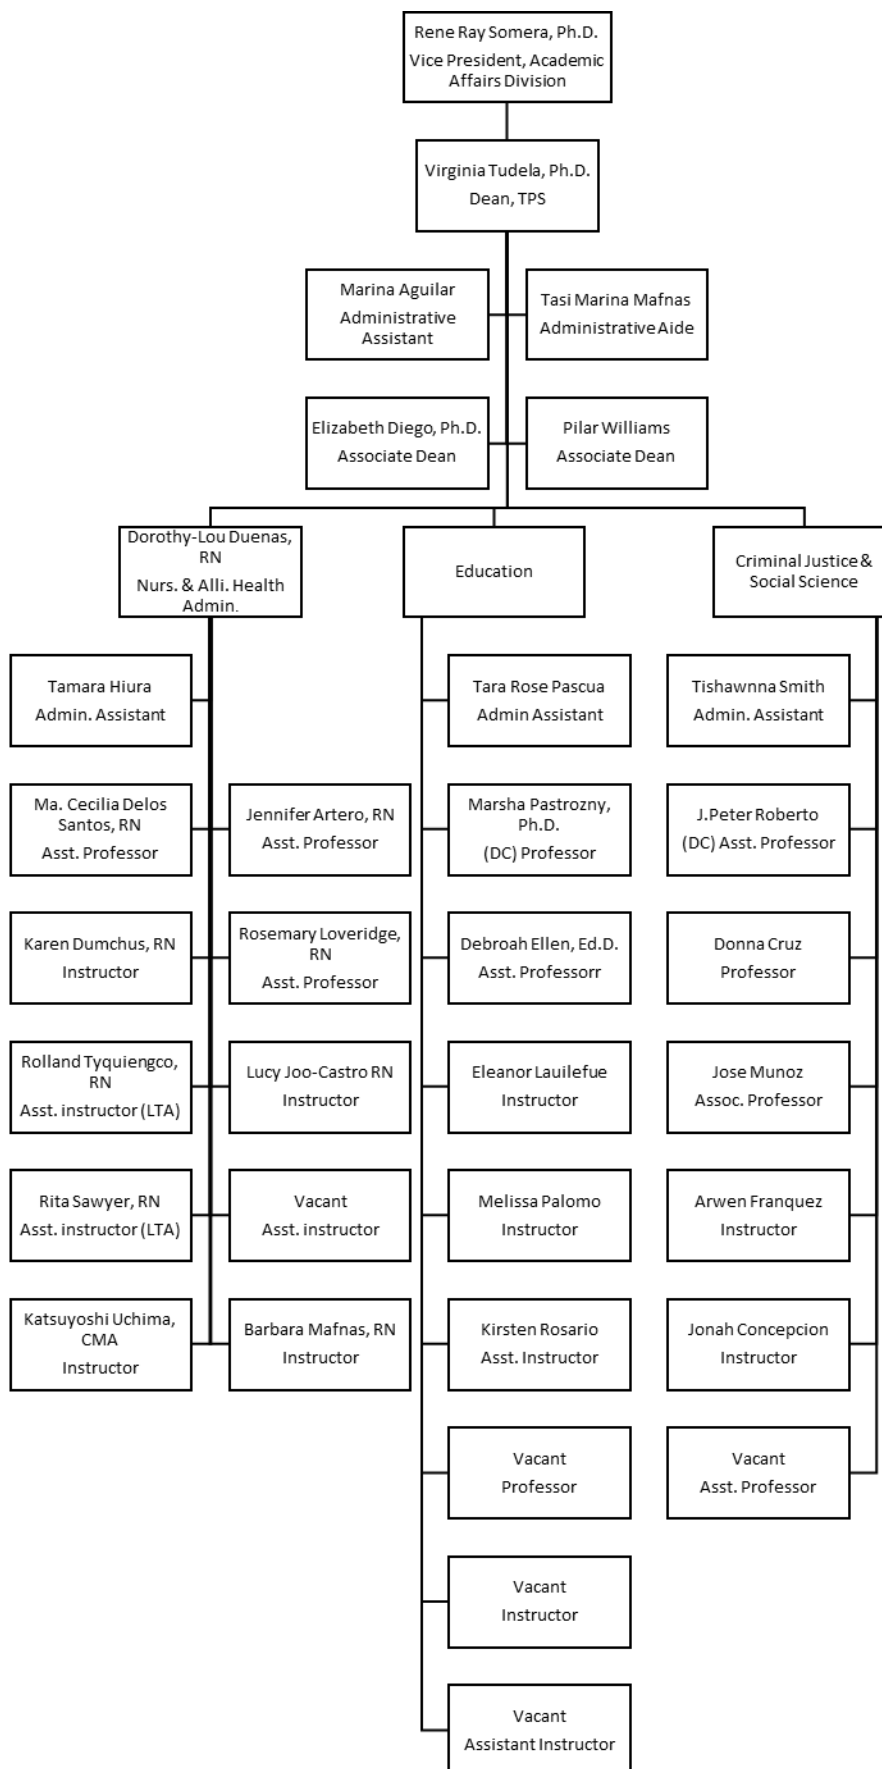 Rene Ray Somera, Ph.D.
Vice President, Academic
Affairs Division
Virginia Tudela, Ph.D.
Dean, TPS
Marina Aguilar
Administrative
Assistant
Tasi Marina Mafnas
Administrative Aide
Elizabeth Diego, Ph.D.
Associate Dean
Pilar Williams
Associate Dean
Dorothy-Lou Duenas,
RN
Nurs. & Alli. Health
Admin.
Education
Criminal Justice &
Social Science
Tamara Hiura
Admin. Assistant
Tara Rose Pascua
Admin Assistant
Tishawnna Smith
Admin. Assistant
Ma. Cecilia Delos
Santos, RN
Asst. Professor
Jennifer Artero, RN
Asst. Professor
Marsha Pastrozny,
Ph.D.
(DC) Professor
J.Peter Roberto
(DC) Asst. Professor
Karen Dumchus, RN
Instructor
Rosemary Loveridge,
RN
Asst. Professor
Debroah Ellen, Ed.D.
Asst. Professorr
Donna Cruz
Professor
Rolland Tyquiengco,
RN
Asst. instructor (LTA)
Lucy Joo-Castro RN
Instructor
Eleanor Lauilefue
Instructor
Jose Munoz
Assoc. Professor
Rita Sawyer, RN
Asst. instructor (LTA)
Vacant
Asst. instructor
Melissa Palomo
Instructor
Arwen Franquez
Instructor
Katsuyoshi Uchima,
CMA
Instructor
Barbara Mafnas, RN
Instructor
Kirsten Rosario
Asst. Instructor
Jonah Concepcion
Instructor
Vacant
Professor
Vacant
Asst. Professor
Vacant
Instructor
Vacant
Assistant Instructor